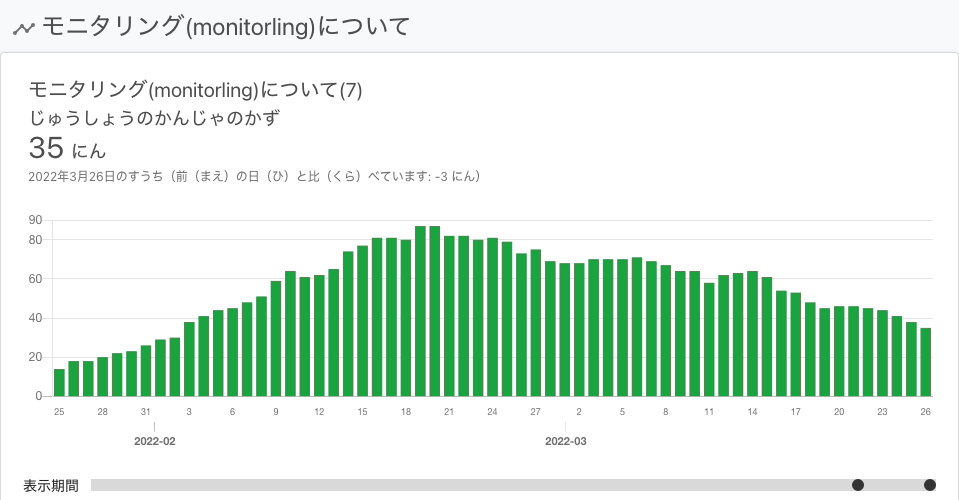 モニタリング(monitorling)について
モニタリング(monitorling)について(7)
じゅうしょうのかんじゃのかず
35 にん
2022年3月26日のすうち（前（まえ）の日（ひ）と比（くら）べています: -3 にん）
90
80
60
40
20
0
25 28 31 3 6 9 12 15 18 21 24 27 2 5 8 11 14 17 20 23 26
2022-02 2022-03
表示期間